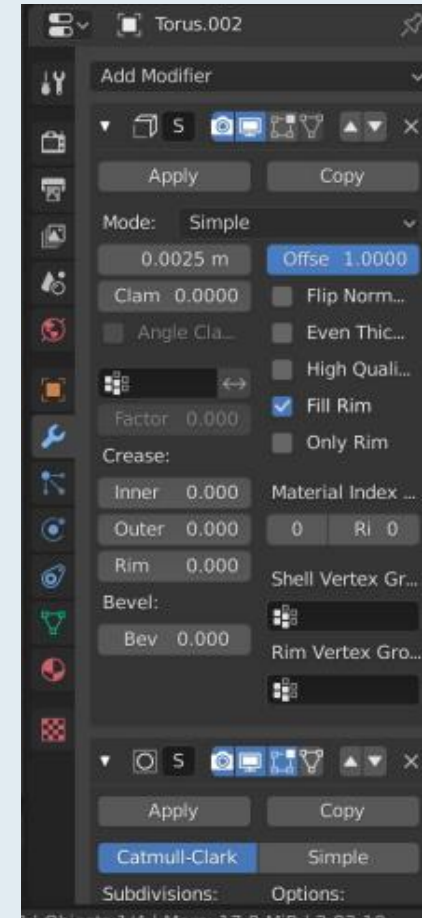 Torus.002
Add Modifier
S
Apply Copy
Mode: Simple
0.0025 m Offse 1.0000
Clam 0.0000 Flip Norm...
Angle Cla... Even Thic...
High Quali...
Factor 0.000 Fill Rim
Only Rim
Crease:
Inner 0.000 Material Index ...
Outer 0.000 0 Ri 0
Rim 0.000 Shell Vertex Gr...
Bevel:
Bev 0.000 Rim Vertex Gro...
S
Apply Copy
Catmull-Clark Simple
Subdivisions: Options: